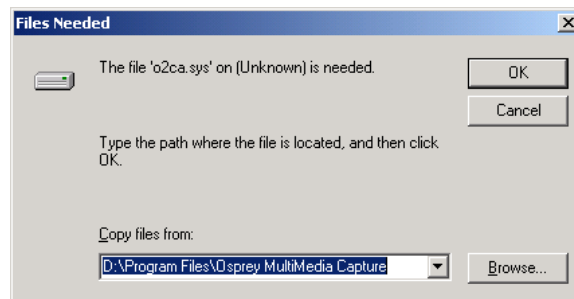 Files Needed
The file 'o2ca.sys' on (Unknown) is needed.
OK
Cancel
Type the path where the file is located, and then click
OK.
Copy files from:
D:\Program Files\Osprey MultiMedia Capture
Browse...